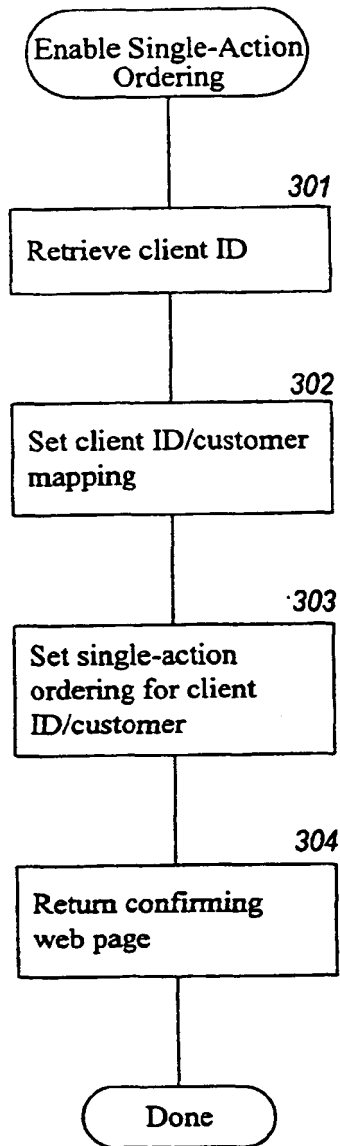 Enable Single-Action
Ordering
301
Retrieve client ID
302
Set client ID/customer
mapping
303
Set single-action
ordering for client
ID/customer
304
Return confirming
web page
Done